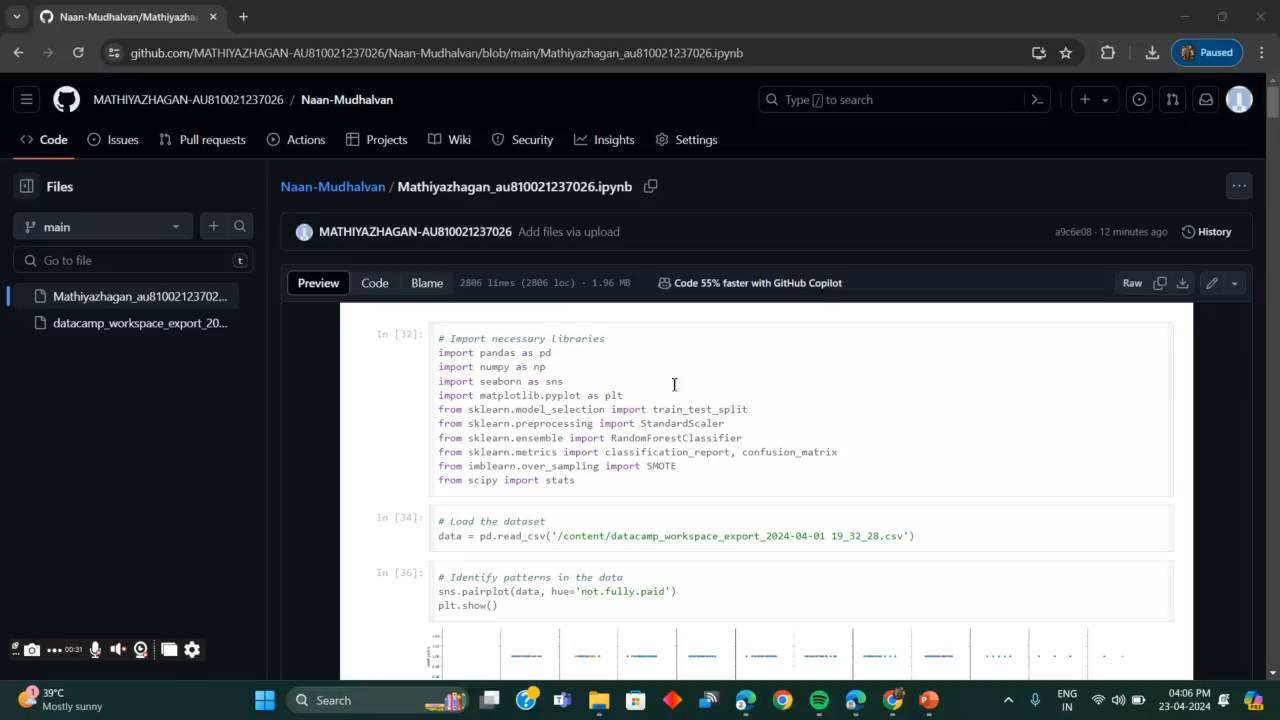 Naan-Mudhalvan/Mathiyazha
github.com/MATHIYAZHAGAN-AU810021237026/Naan-Mudhalvan/blob/main/Mathiyazhagan_au810021237026.ipynb
Paused
MATHIYAZHAGAN-AU810021237026 / Naan-Mudhalvan
Type / to search
Code Issues Pull requests Actions Projects Wiki Security Insights Settings
Files
Naan-Mudhalvan / Mathiyazhagan_au810021237026.ipynb
main
MATHIYAZHAGAN-AU810021237026 Add files via upload
a9c6e08 · 12 minutes ago History
Go to file t
Preview Code Blame 2806 lines (2806 loc) · 1.96 MB Code 55% faster with GitHub Copilot Raw
Mathiyazhagan_au81002123702...
datacamp_workspace_export_20...
In [32]:
# Import necessary libraries
import pandas as pd
import numpy as np
import seaborn as sns
import matplotlib.pyplot as plt
from sklearn.model_selection import train_test_split
from sklearn.preprocessing import StandardScaler
from sklearn.ensemble import RandomForestClassifier
from sklearn.metrics import classification_report, confusion_matrix
from imblearn.over_sampling import SMOTE
from scipy import stats
In [34]:
# Load the dataset
data = pd.read_csv('/content/datacamp_workspace_export_2024-04-01 19_32_28.csv')
In [36]:
# Identify patterns in the data
sns.pairplot(data, hue='not.fully.paid')
plt.show()
00:31
1
39°C
Mostly sunny
Search
ENG
IN
04:06 PM
23-04-2024